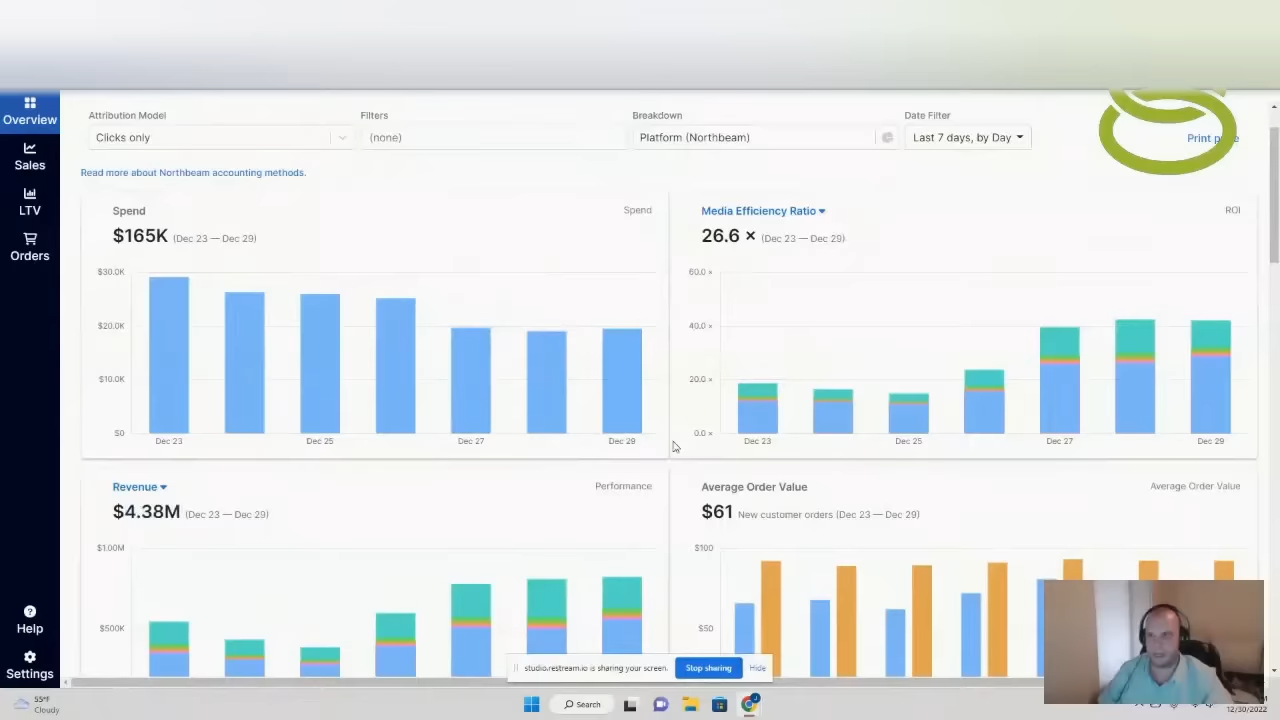 Overview
Sales
LTV
Orders
Help
Settings
Attribution Model
Clicks only
Filters
(none)
Breakdown
Platform (Northbeam)
Date Filter
Last 7 days, by Day
Print
Read more about Northbeam accounting methods.
Spend
Spend
$165K (Dec 23 — Dec 29)
$30.0K
$20.0K
$10.0K
$0
Dec 23
Dec 25
Dec 27
Dec 29
Media Efficiency Ratio
ROI
26.6 × (Dec 23 — Dec 29)
60.0 ×
40.0 ×
20.0 ×
0.0 ×
Dec 23
Dec 25
Dec 27
Dec 29
Revenue
Performance
$4.38M (Dec 23 — Dec 29)
$1.00M
$500K
Average Order Value
Average Order Value
$61 New customer orders (Dec 23 — Dec 29)
$100
$50
studio.restream.io is sharing your screen.
Stop sharing
Hide
55°F
Cloudy
Search
12/30/2022